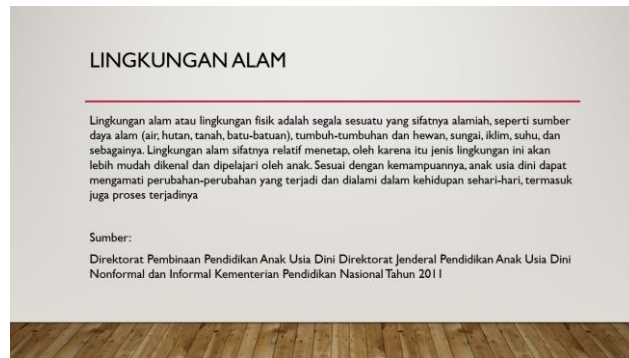 LINGKUNGAN ALAM
Lingkungan alam atau lingkungan fisik adalah segala sesuatu yang sifatnya alamiah, seperti sumber
daya alam (air, hutan, tanah, batu-batuan), tumbuh-tumbuhan dan hewan, sungai, iklim, suhu, dan
sebagainya. Lingkungan alam sifatnya relatif menetap, oleh karena itu jenis lingkungan ini akan
lebih mudah dikenal dan dipelajari oleh anak. Sesuai dengan kemampuannya, anak usia dini dapat
mengamati perubahan-perubahan yang terjadi dan dialami dalam kehidupan sehari-hari, termasuk
juga proses terjadinya
Sumber:
Direktorat Pembinaan Pendidikan Anak Usia Dini Direktorat Jenderal Pendidikan Anak Usia Dini
Nonformal dan Informal Kementerian Pendidikan Nasional Tahun 2011